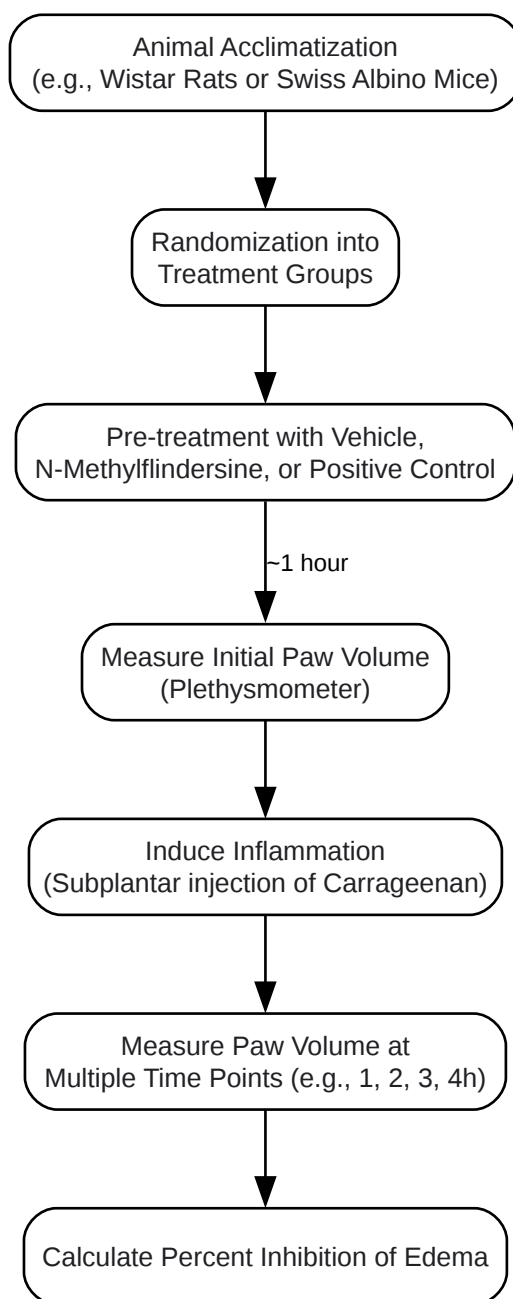 Animal Acclimatization
(e.g., Wistar Rats or Swiss Albino Mice)
Randomization into
Treatment Groups
Pre-treatment with Vehicle,
N-Methylflindersine, or Positive Control
~1 hour
Measure Initial Paw Volume
(Plethysmometer)
Induce Inflammation
(Subplantar injection of Carrageenan)
Measure Paw Volume at
Multiple Time Points (e.g., 1, 2, 3, 4h)
Calculate Percent Inhibition of Edema